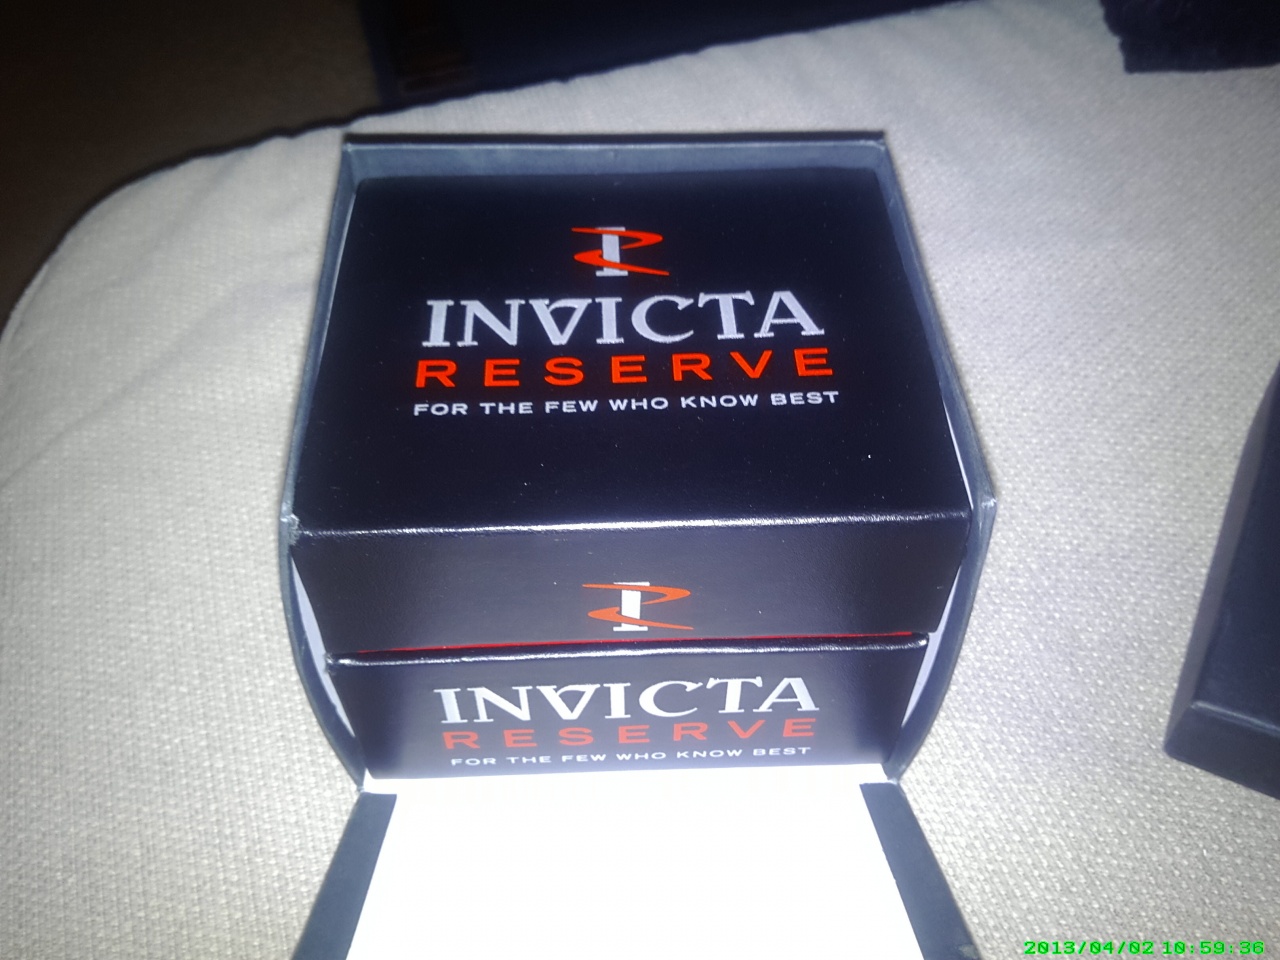 INVICTA
RESERVE
FOR THE FEW WHO KNOW BEST
INVICTA
RESERVE
FOR THE FEW WHO KNOW BEST
2013/04/02 10:59:36